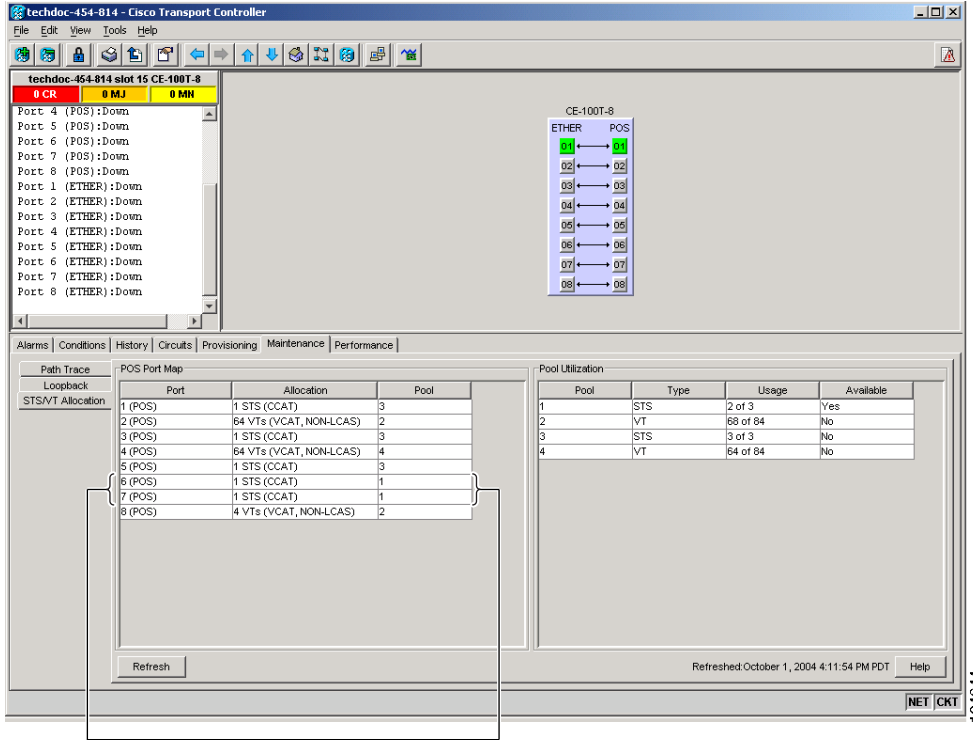 techdoc-454-814 - Cisco Transport Controller
File Edit View Tools Help
techdoc-454-814 slot 15 CE-100T-8
0 CR 0 MJ 0 MN
Port 4 (POS):Down
Port 5 (POS):Down
Port 6 (POS):Down
Port 7 (POS):Down
Port 8 (POS):Down
Port 1 (ETHER):Down
Port 2 (ETHER):Down
Port 3 (ETHER):Down
Port 4 (ETHER):Down
Port 5 (ETHER):Down
Port 6 (ETHER):Down
Port 7 (ETHER):Down
Port 8 (ETHER):Down
CE-100T-8
ETHER POS
01 01
02 02
03 03
04 04
05 05
06 06
07 07
08 08
Alarms Conditions History Circuits Provisioning Maintenance Performance
Path Trace
Loopback
STS/VT Allocation
POS Port Map
Port Allocation Pool
1 (POS) 1 STS (CCAT) 3
2 (POS) 64 VTs (VCAT, NON-LCAS) 2
3 (POS) 1 STS (CCAT) 3
4 (POS) 64 VTs (VCAT, NON-LCAS) 4
5 (POS) 1 STS (CCAT) 3
6 (POS) 1 STS (CCAT) 1
7 (POS) 1 STS (CCAT) 1
8 (POS) 4 VTs (VCAT, NON-LCAS) 2
Pool Utilization
Pool Type Usage Available
1 STS 2 of 3 Yes
2 VT 68 of 84 No
3 STS 3 of 3 No
4 VT 64 of 84 No
Refresh
Refreshed:October 1, 2004 4:11:54 PM PDT
Help
NET CKT